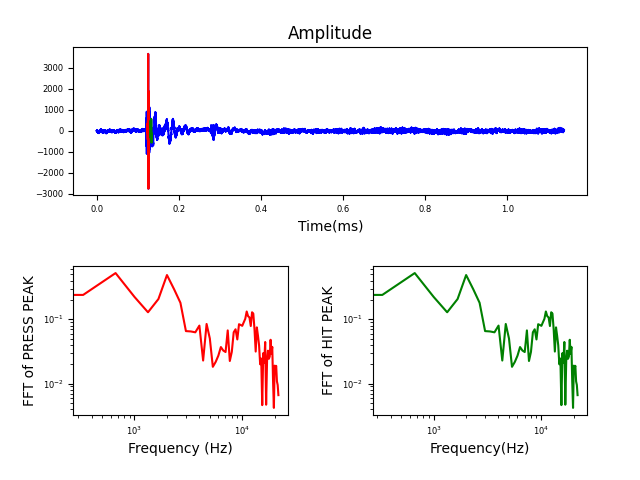 Amplitude
3000
2000
1000
0
−1000
−2000
−3000
0.0 0.2 0.4 0.6 0.8 1.0
Time(ms)
FFT of PRESS PEAK
10⁻¹
10⁻²
10³ 10⁴
Frequency (Hz)
FFT of HIT PEAK
10⁻¹
10⁻²
10³ 10⁴
Frequency(Hz)